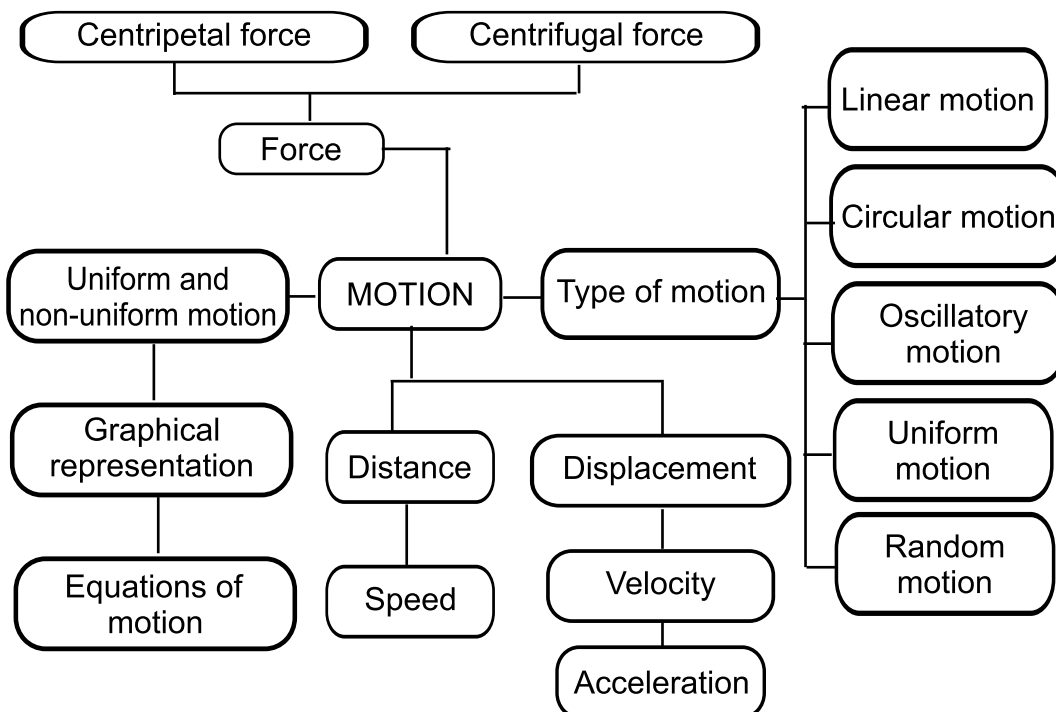 Centripetal force
Centrifugal force
Force
Linear motion
Circular motion
Uniform and
non-uniform motion
MOTION
Type of motion
Oscillatory
motion
Graphical
representation
Distance
Displacement
Uniform
motion
Equations of
motion
Speed
Velocity
Random
motion
Acceleration